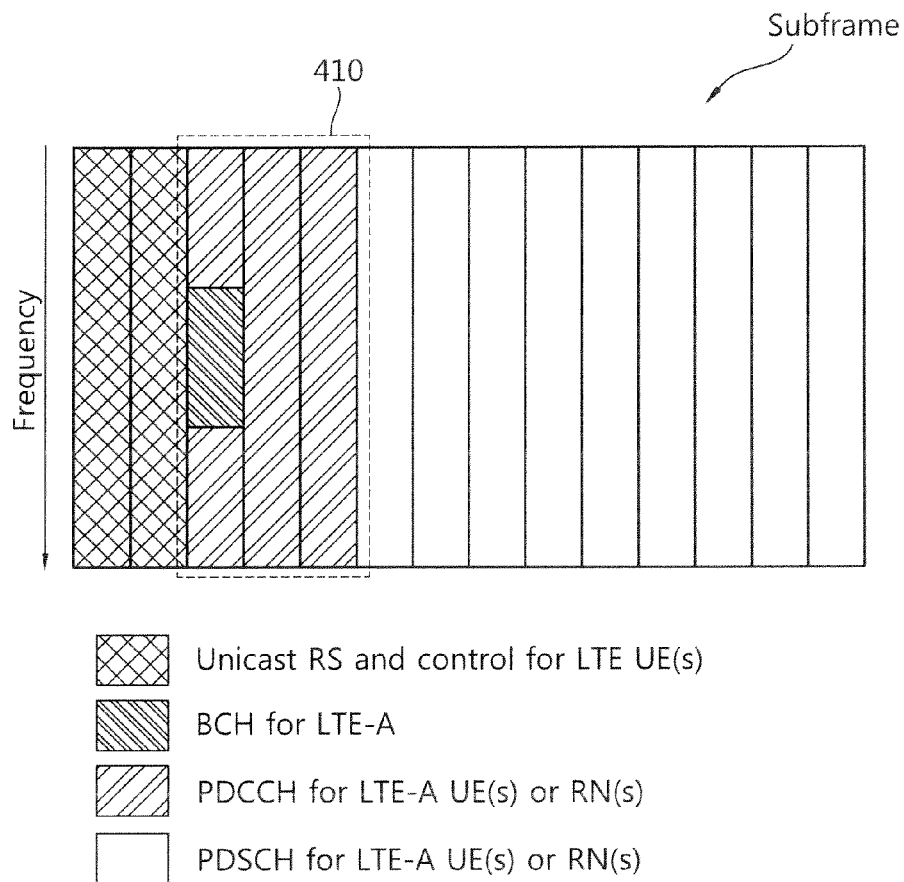 Subframe
410
Frequency
Unicast RS and control for LTE UE(s)
BCH for LTE-A
PDCCH for LTE-A UE(s) or RN(s)
PDSCH for LTE-A UE(s) or RN(s)